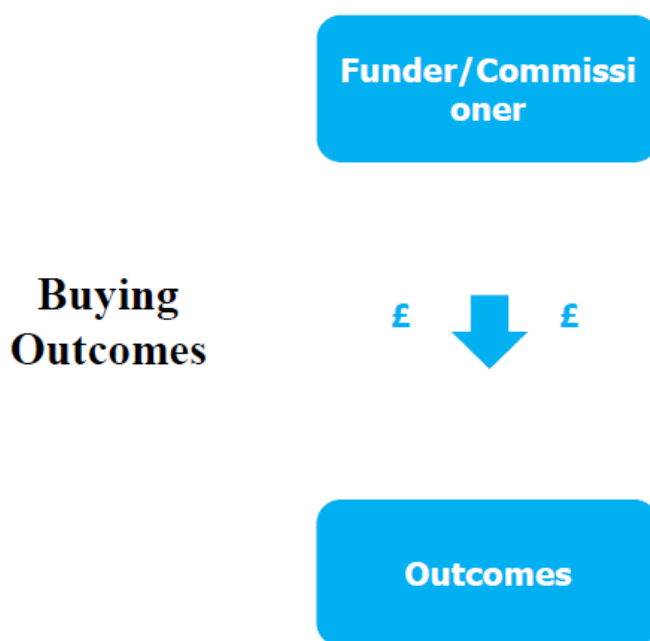 Funder/Commissi
oner
Buying
Outcomes
£ £
Outcomes